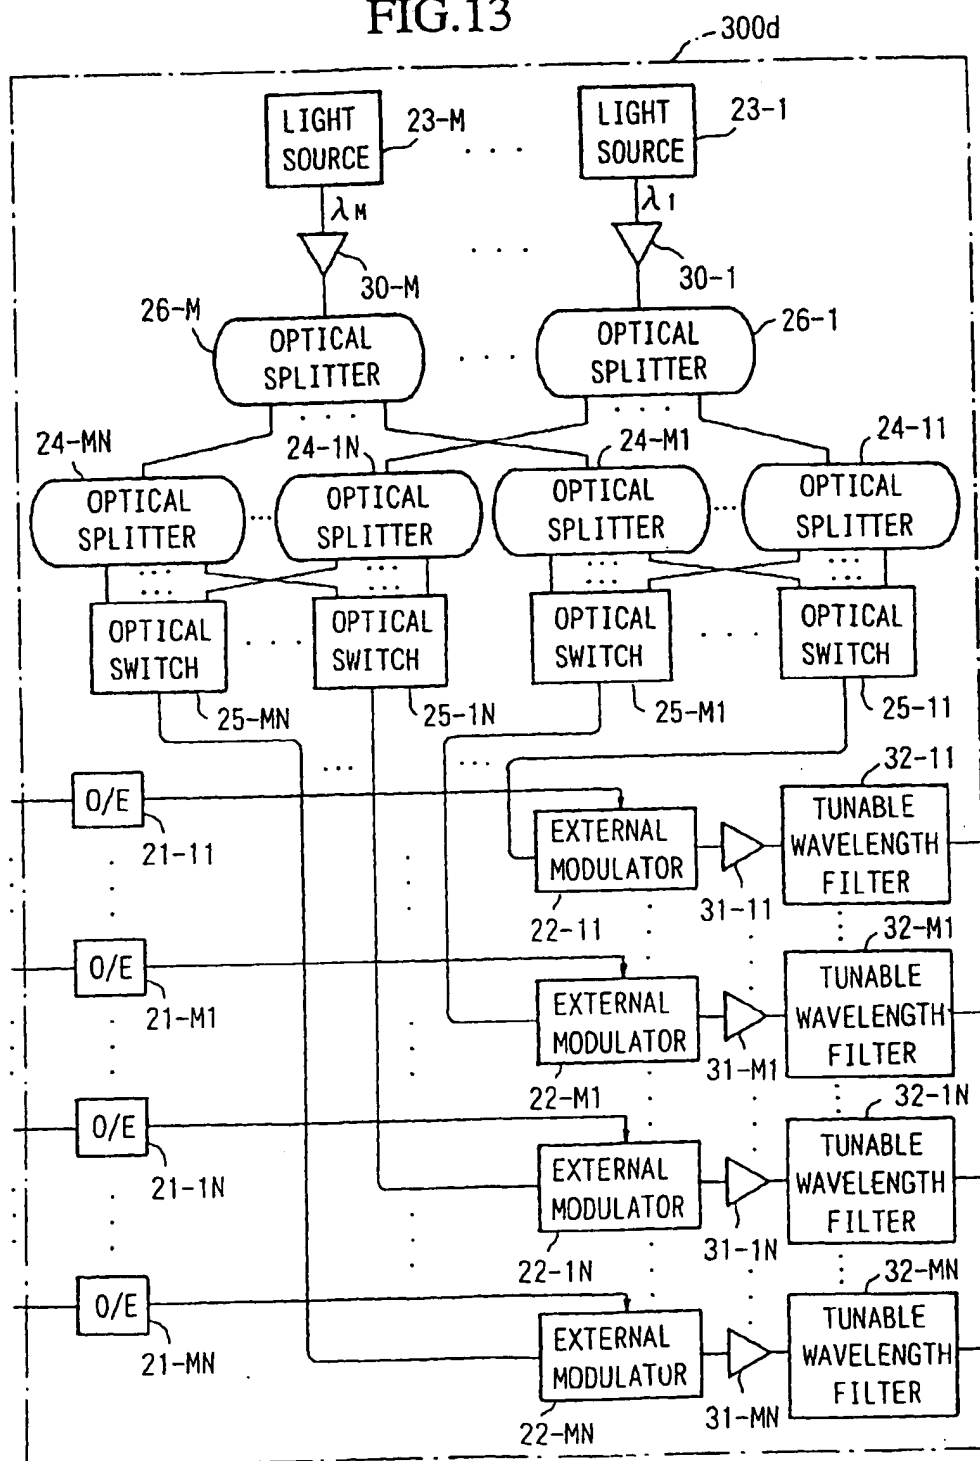 FIG.13
300d
LIGHT
SOURCE
23-M
. . .
LIGHT
SOURCE
23-1
λM
λ1
30-M
. . .
30-1
26-M
OPTICAL
SPLITTER
. . .
OPTICAL
SPLITTER
26-1
24-MN
24-1N
24-M1
24-11
OPTICAL
SPLITTER
OPTICAL
SPLITTER
OPTICAL
SPLITTER
OPTICAL
SPLITTER
OPTICAL
SWITCH
OPTICAL
SWITCH
OPTICAL
SWITCH
OPTICAL
SWITCH
25-MN
25-1N
25-M1
25-11
32-11
O/E
21-11
EXTERNAL
MODULATOR
22-11
31-11
TUNABLE
WAVELENGTH
FILTER
32-M1
O/E
21-M1
EXTERNAL
MODULATOR
22-M1
31-M1
TUNABLE
WAVELENGTH
FILTER
32-1N
O/E
21-1N
EXTERNAL
MODULATOR
22-1N
31-1N
TUNABLE
WAVELENGTH
FILTER
32-MN
O/E
21-MN
EXTERNAL
MODULATOR
22-MN
31-MN
TUNABLE
WAVELENGTH
FILTER